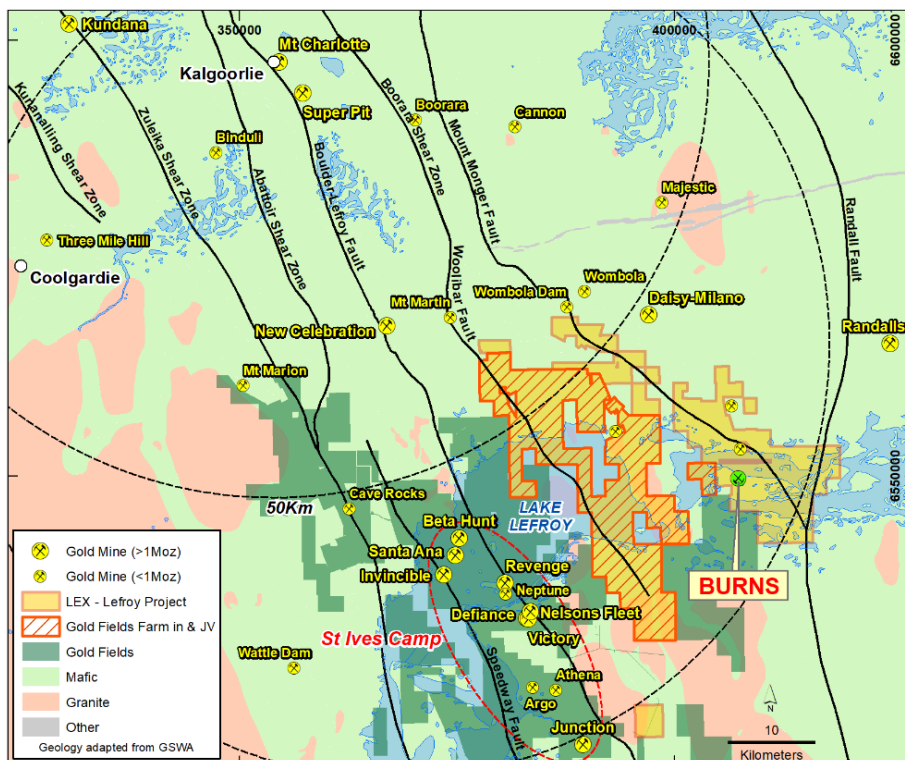 Kundana
350000
400000
6600000
Mt Charlotte
Kalgoorlie
Super Pit
Boorara
Cannon
Binduli
Kunanalling Shear Zone
Zuleika Shear Zone
Abattoir Shear Zone
Boulder-Lefroy Fault
Boorara Shear Zone
Mount Monger Fault
Majestic
Randall Fault
Three Mile Hill
Coolgardie
Woolibar Fault
Wombola
Wombola Dam
Mt Martin
Daisy-Milano
New Celebration
Randalls
Mt Marion
6550000
50Km
Cave Rocks
LAKE
LEFROY
Beta Hunt
Santa Ana
Invincible
Revenge
Neptune
BURNS
Defiance
Nelsons Fleet
Victory
St Ives Camp
Wattle Dam
Speedway Fault
Athena
Argo
Junction
N
10
Kilometers
Gold Mine (>1Moz)
Gold Mine (<1Moz)
LEX - Lefroy Project
Gold Fields Farm in & JV
Gold Fields
Mafic
Granite
Other
Geology adapted from GSWA